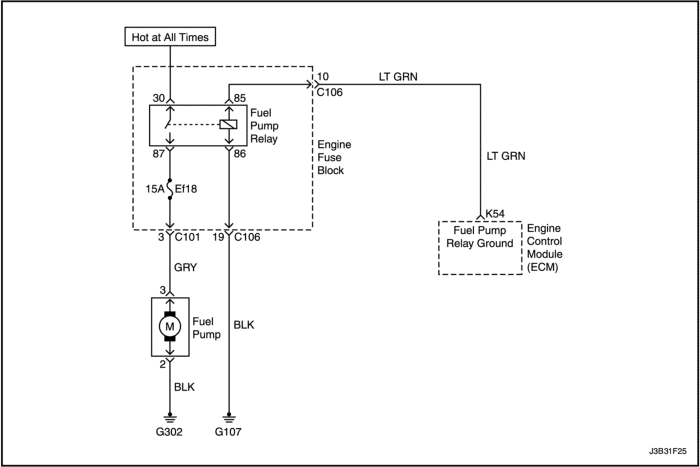 Hot at All Times
10
LT GRN
C106
30
85
Fuel
Pump
Relay
87
86
Engine
Fuse
Block
LT GRN
15A
Ef18
K54
Fuel Pump
Relay Ground
Engine
Control
Module
(ECM)
3
C101
19
C106
GRY
3
M
Fuel
Pump
BLK
2
BLK
G302
G107
J3B31F25